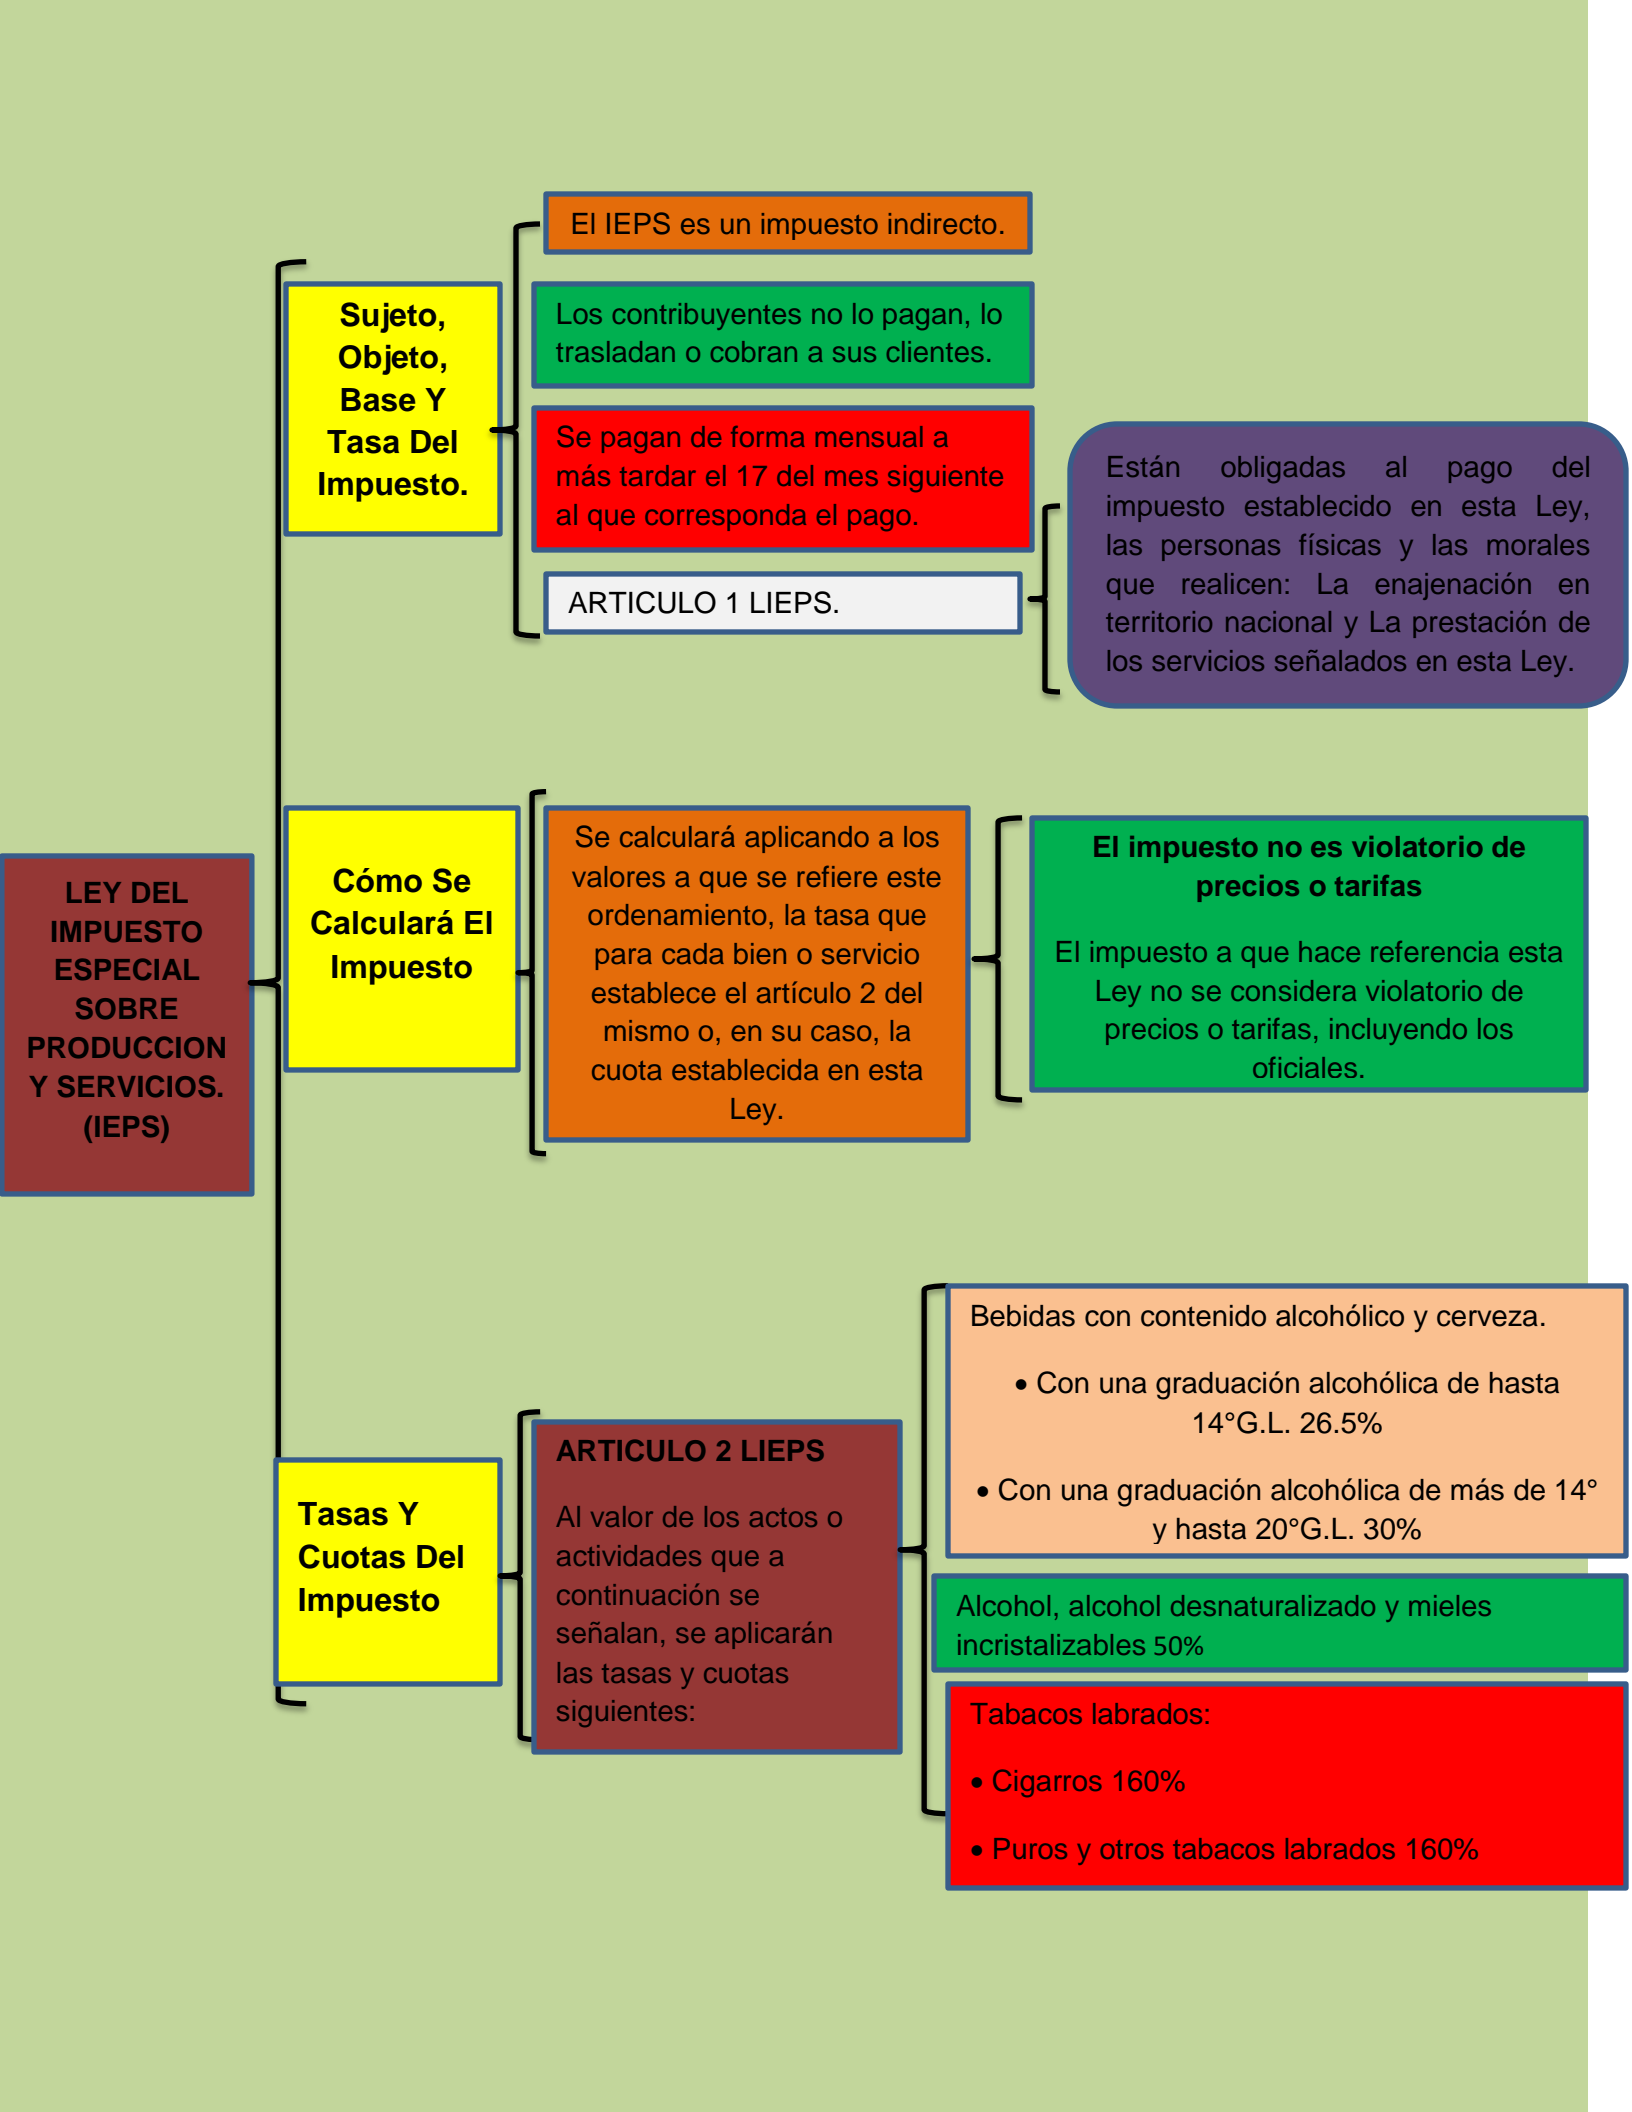 El IEPS es un impuesto indirecto.
Sujeto,
Objeto,
Base Y
Tasa Del
Impuesto.
Los contribuyentes no lo pagan, lo
trasladan o cobran a sus clientes.
Se pagan de forma mensual a
más tardar el 17 del mes siguiente
al que corresponda el pago.
ARTICULO 1 LIEPS.
Están obligadas al pago del
impuesto establecido en esta Ley,
las personas físicas y las morales
que realicen: La enajenación en
territorio nacional y La prestación de
los servicios señalados en esta Ley.
LEY DEL
IMPUESTO
ESPECIAL
SOBRE
PRODUCCION
Y SERVICIOS.
(IEPS)
Cómo Se
Calculará El
Impuesto
Se calculará aplicando a los
valores a que se refiere este
ordenamiento, la tasa que
para cada bien o servicio
establece el artículo 2 del
mismo o, en su caso, la
cuota establecida en esta
Ley.
El impuesto no es violatorio de
precios o tarifas
El impuesto a que hace referencia esta
Ley no se considera violatorio de
precios o tarifas, incluyendo los
oficiales.
Tasas Y
Cuotas Del
Impuesto
ARTICULO 2 LIEPS
Al valor de los actos o
actividades que a
continuación se
señalan, se aplicarán
las tasas y cuotas
siguientes:
Bebidas con contenido alcohólico y cerveza.
• Con una graduación alcohólica de hasta
14°G.L. 26.5%
• Con una graduación alcohólica de más de 14°
y hasta 20°G.L. 30%
Alcohol, alcohol desnaturalizado y mieles
incristalizables 50%
Tabacos labrados:
• Cigarros 160%
• Puros y otros tabacos labrados 160%